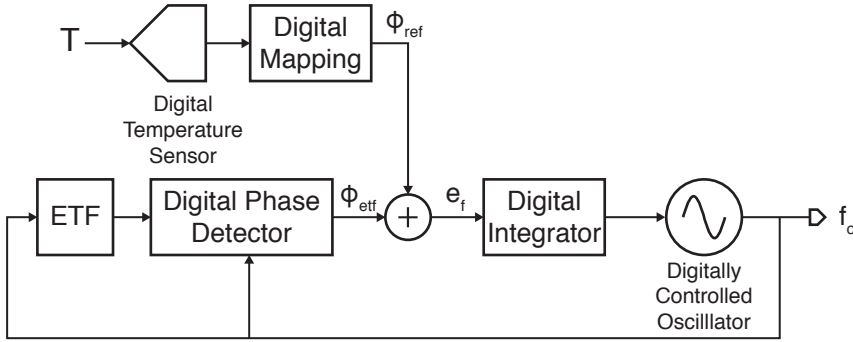 T
Digital
Mapping
ϕref
Digital
Temperature
Sensor
ETF
Digital Phase
Detector
ϕetf
+
ef
Digital
Integrator
fo
Digitally
Controlled
Oscilllator